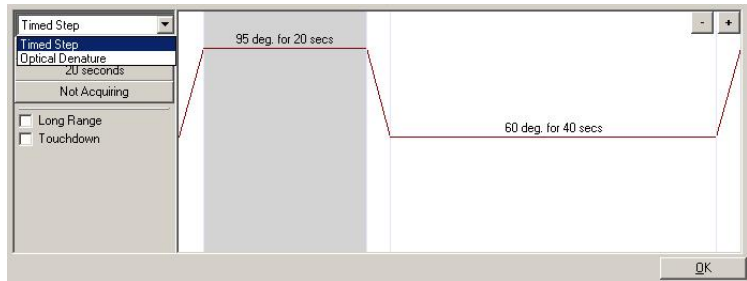 Timed Step
Timed Step
Optical Denature
20 seconds
Not Acquiring
Long Range
Touchdown
95 deg. for 20 secs
60 deg. for 40 secs
- +
OK